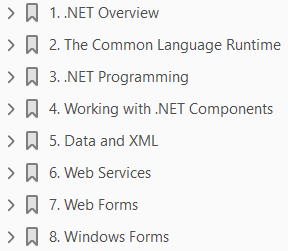 1. .NET Overview
2. The Common Language Runtime
3. .NET Programming
4. Working with .NET Components
5. Data and XML
6. Web Services
7. Web Forms
8. Windows Forms